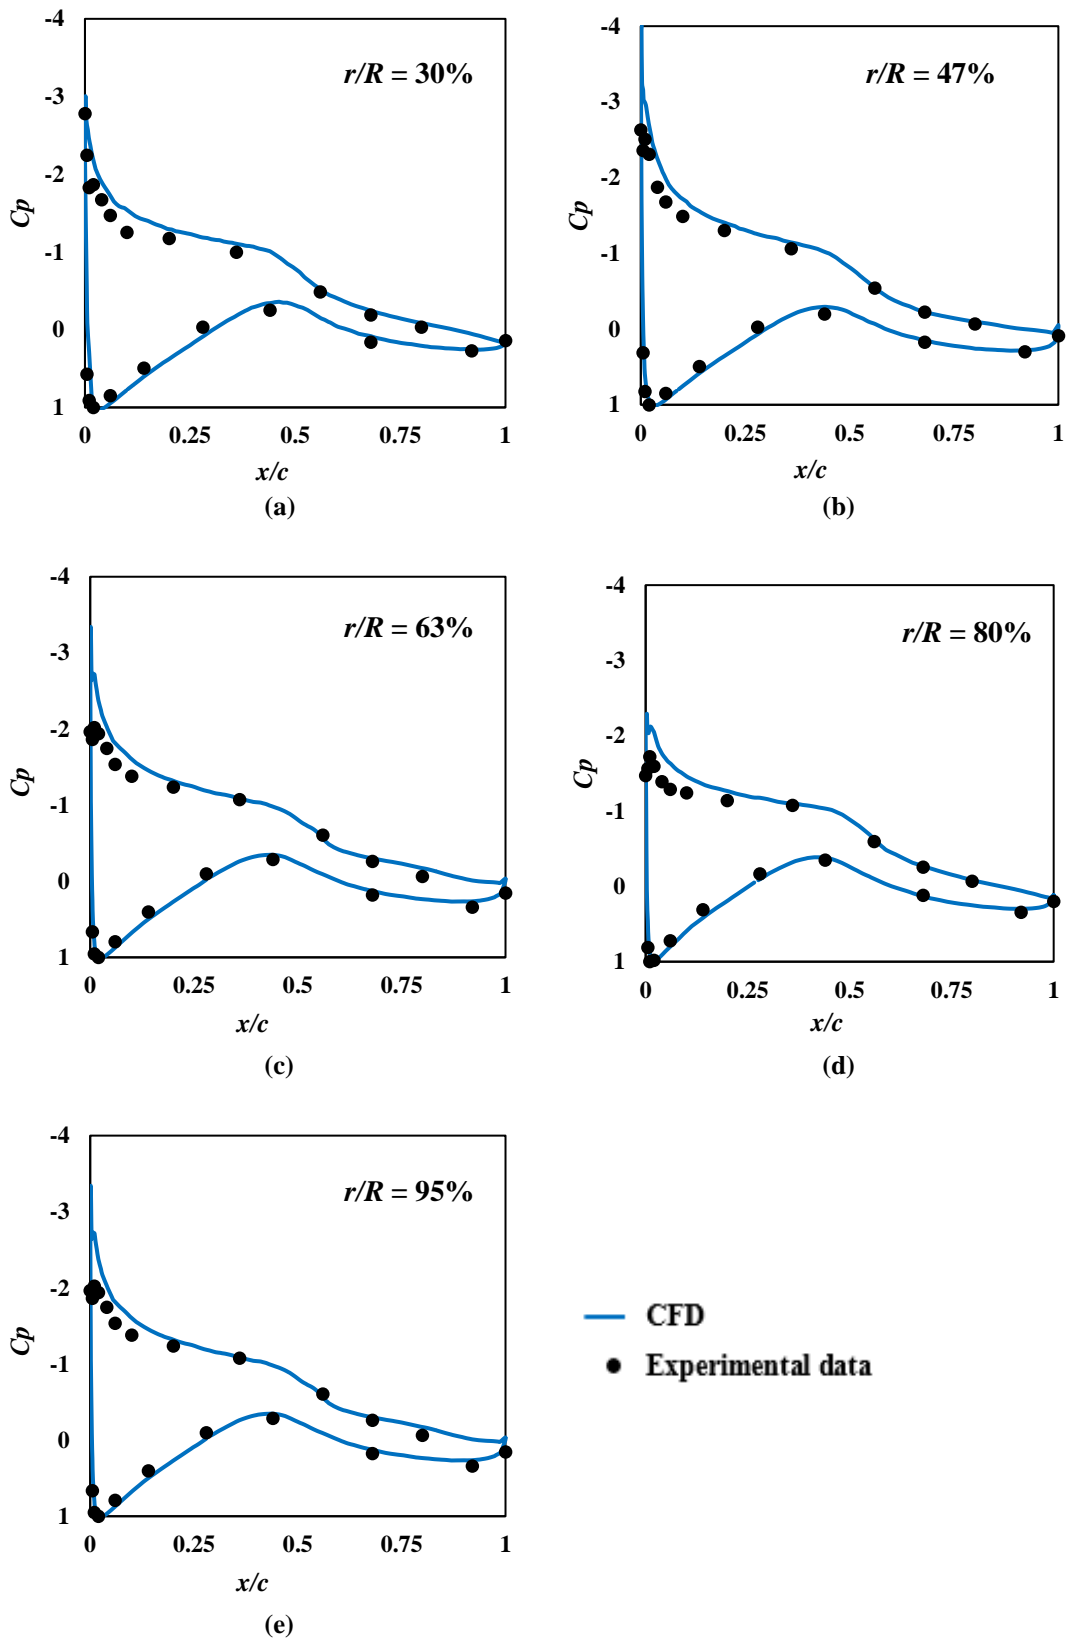 -4
r/R = 30%
-3
-2
Cp
-1
0
1
0 0.25 0.5 0.75 1
x/c
(a)
-4
r/R = 47%
-3
-2
Cp
-1
0
1
0 0.25 0.5 0.75 1
x/c
(b)
-4
r/R = 63%
-3
-2
Cp
-1
0
1
0 0.25 0.5 0.75 1
x/c
(c)
-4
r/R = 80%
-3
-2
Cp
-1
0
1
0 0.25 0.5 0.75 1
x/c
(d)
-4
r/R = 95%
-3
-2
Cp
-1
0
1
0 0.25 0.5 0.75 1
x/c
(e)
CFD
Experimental data